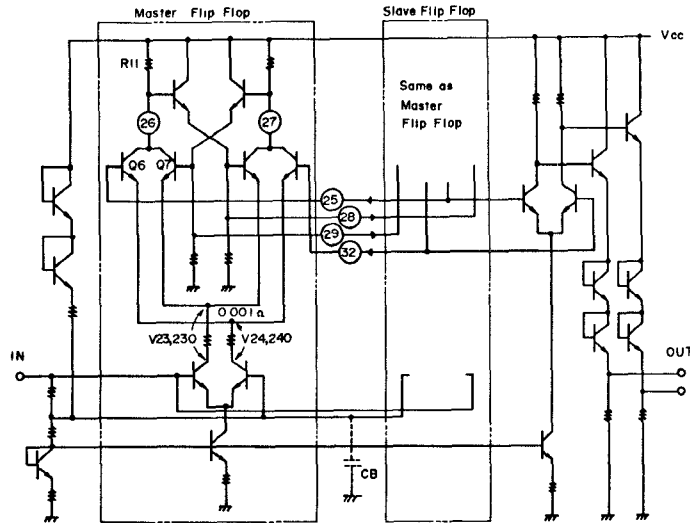 Master Flip Flop
Slave Flip Flop
Vcc
R11
Same as
Master
Flip Flop
26
27
Q6
Q7
25
28
29
32
0.001Ω
V23,230
V24,240
IN
OUT
CB